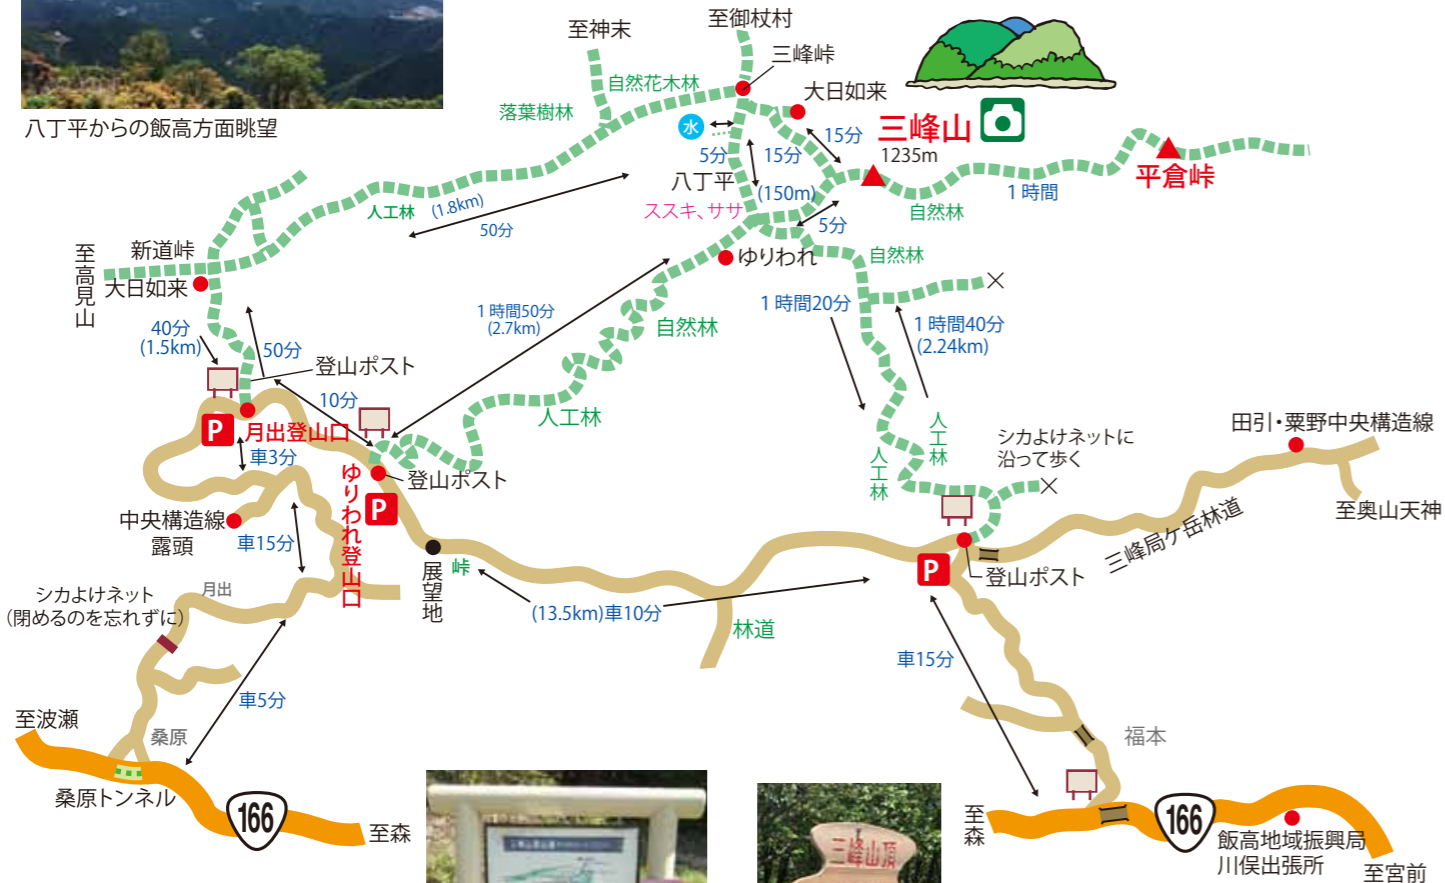 八丁平からの飯高方面眺望
至神末
至御杖村
三峰峠
自然花木林
落葉樹林
大日如来
水
5分
15分
15分
三峰山
1235m
八丁平
(150m)
ススキ、ササ
5分
平倉峠
1時間
自然林
人工林
(1.8km)
50分
至高見山
新道峠
大日如来
ゆりわれ
自然林
40分
(1.5km)
50分
1時間50分
(2.7km)
自然林
1時間20分
1時間40分
(2.24km)
登山ポスト
10分
P
月出登山口
車3分
人工林
人工林
人工林
シカよけネットに
沿って歩く
田引・粟野中央構造線
至奥山天神
三峰局ケ岳林道
登山ポスト
P
ゆりわれ登山口
中央構造線
露頭
車15分
展望地
峠
(13.5km)車10分
林道
P
登山ポスト
月出
シカよけネット
(閉めるのを忘れずに)
車5分
車15分
至波瀬
桑原
桑原トンネル
166
至森
福本
至森
166
飯高地域振興局
川俣出張所
至宮前
三峰山頂